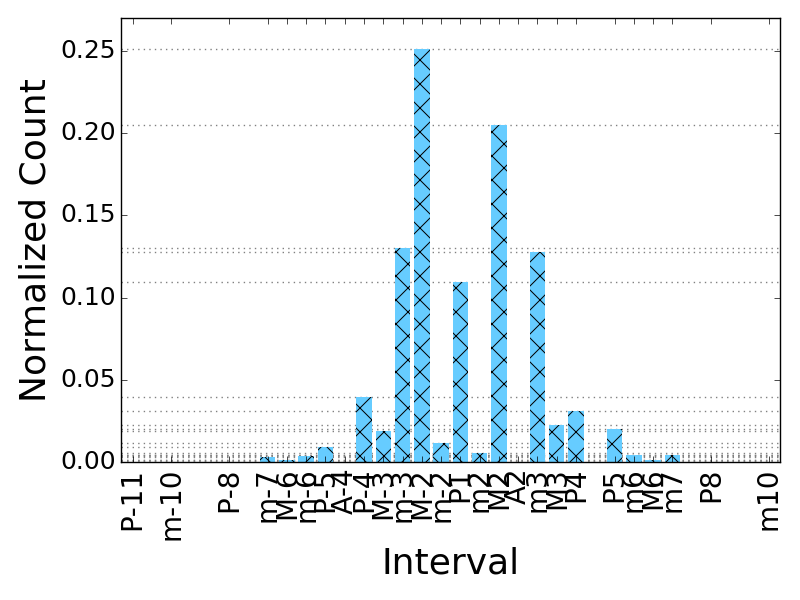 Normalized Count
0.25
0.20
0.15
0.10
0.05
0.00
P-11
m-10
P-8
m-7
M-6
m-6
P-5
A-4
P-4
M-3
m-3
M-2
m-2
P1
m2
M2
A2
m3
M3
P4
P5
m6
M6
m7
P8
m10
Interval